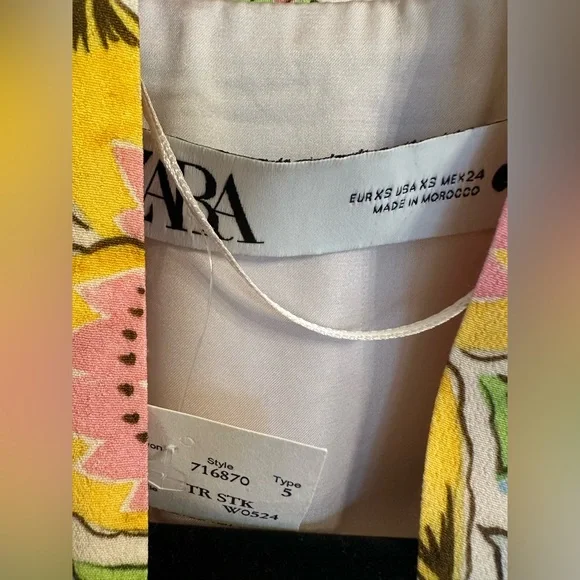 ZARA
EUR XS USA XS MEX 24
MADE IN MOROCCO
Style
Type
716870
5
TR STK
W0524